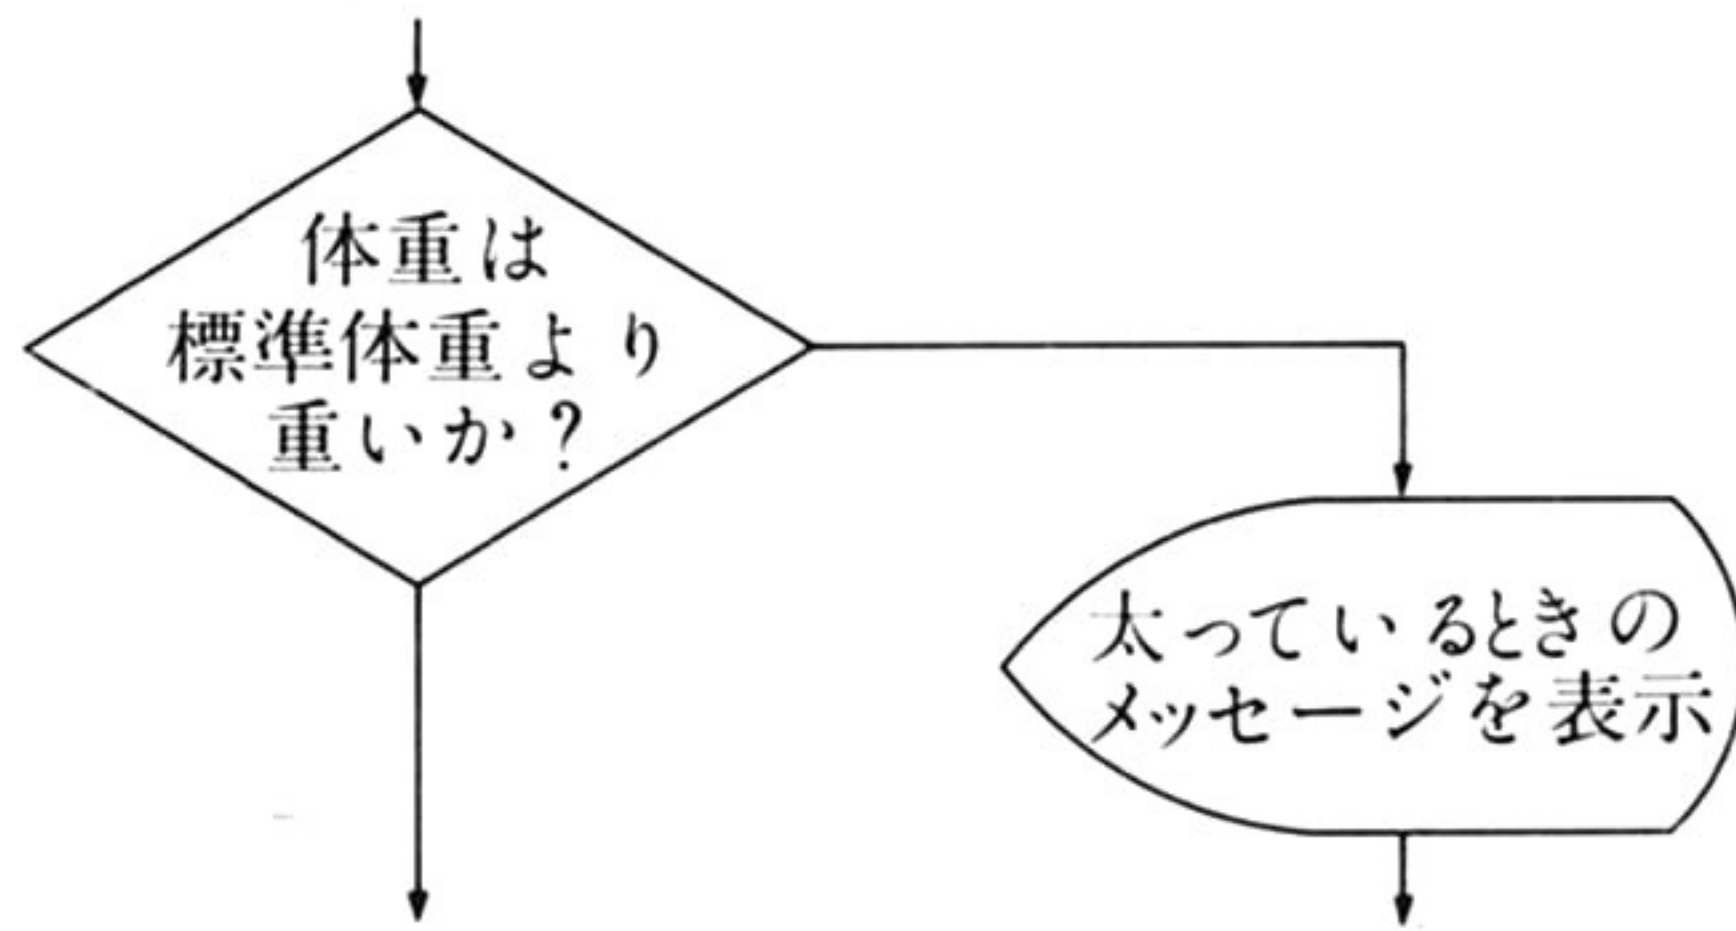 体重は
標準体重より
重いか?
太っているときの
メッセージを表示